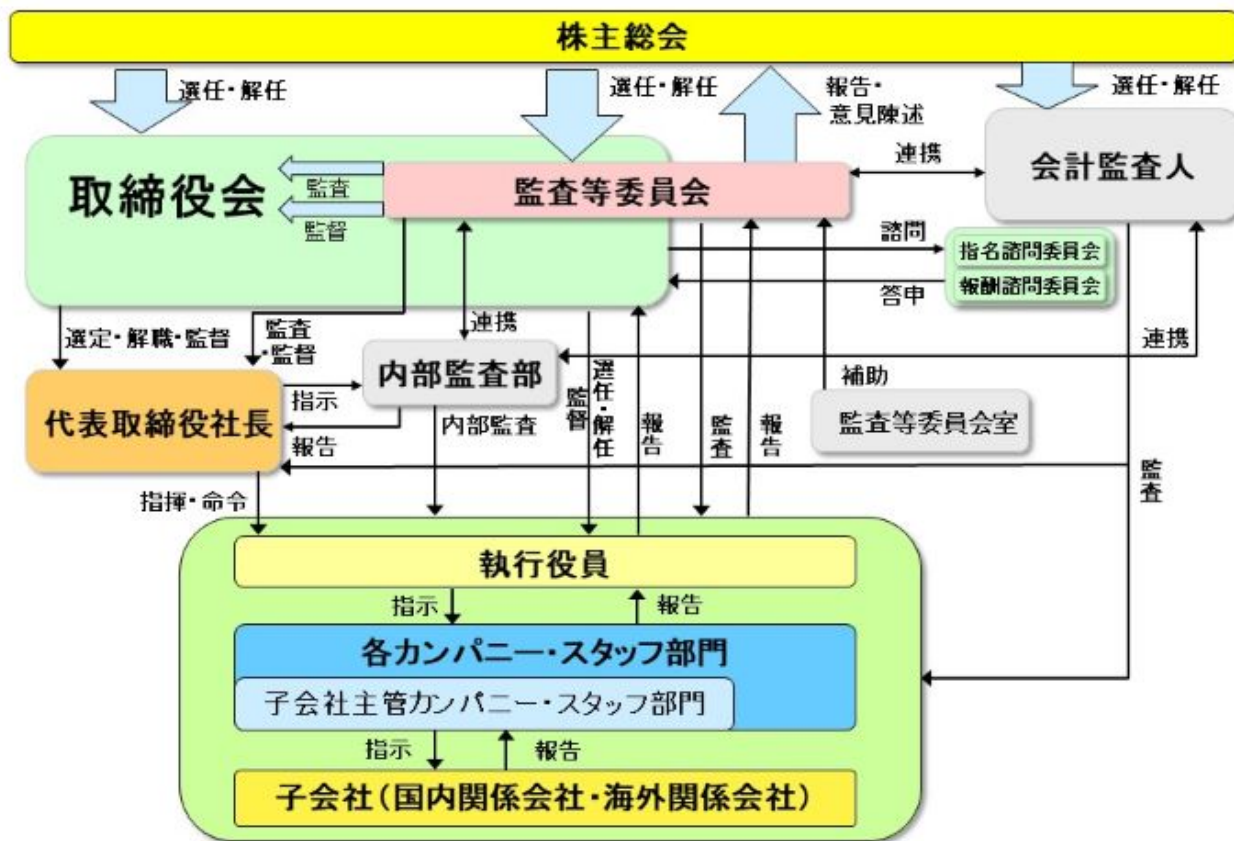 株主総会
選任・解任
選任・解任
報告・
意見陳述
選任・解任
取締役会
監査
監督
監査等委員会
連携
会計監査人
諮問
指名諮問委員会
答申
報酬諮問委員会
選定・解職・監督
監査
・監督
連携
連携
代表取締役社長
指示
報告
内部監査部
内部監査
監督
選任・解任
報告
監査
報告
補助
監査等委員会室
監査
指揮・命令
執行役員
指示
報告
各カンパニー・スタッフ部門
子会社主管カンパニー・スタッフ部門
指示
報告
子会社(国内関係会社・海外関係会社)